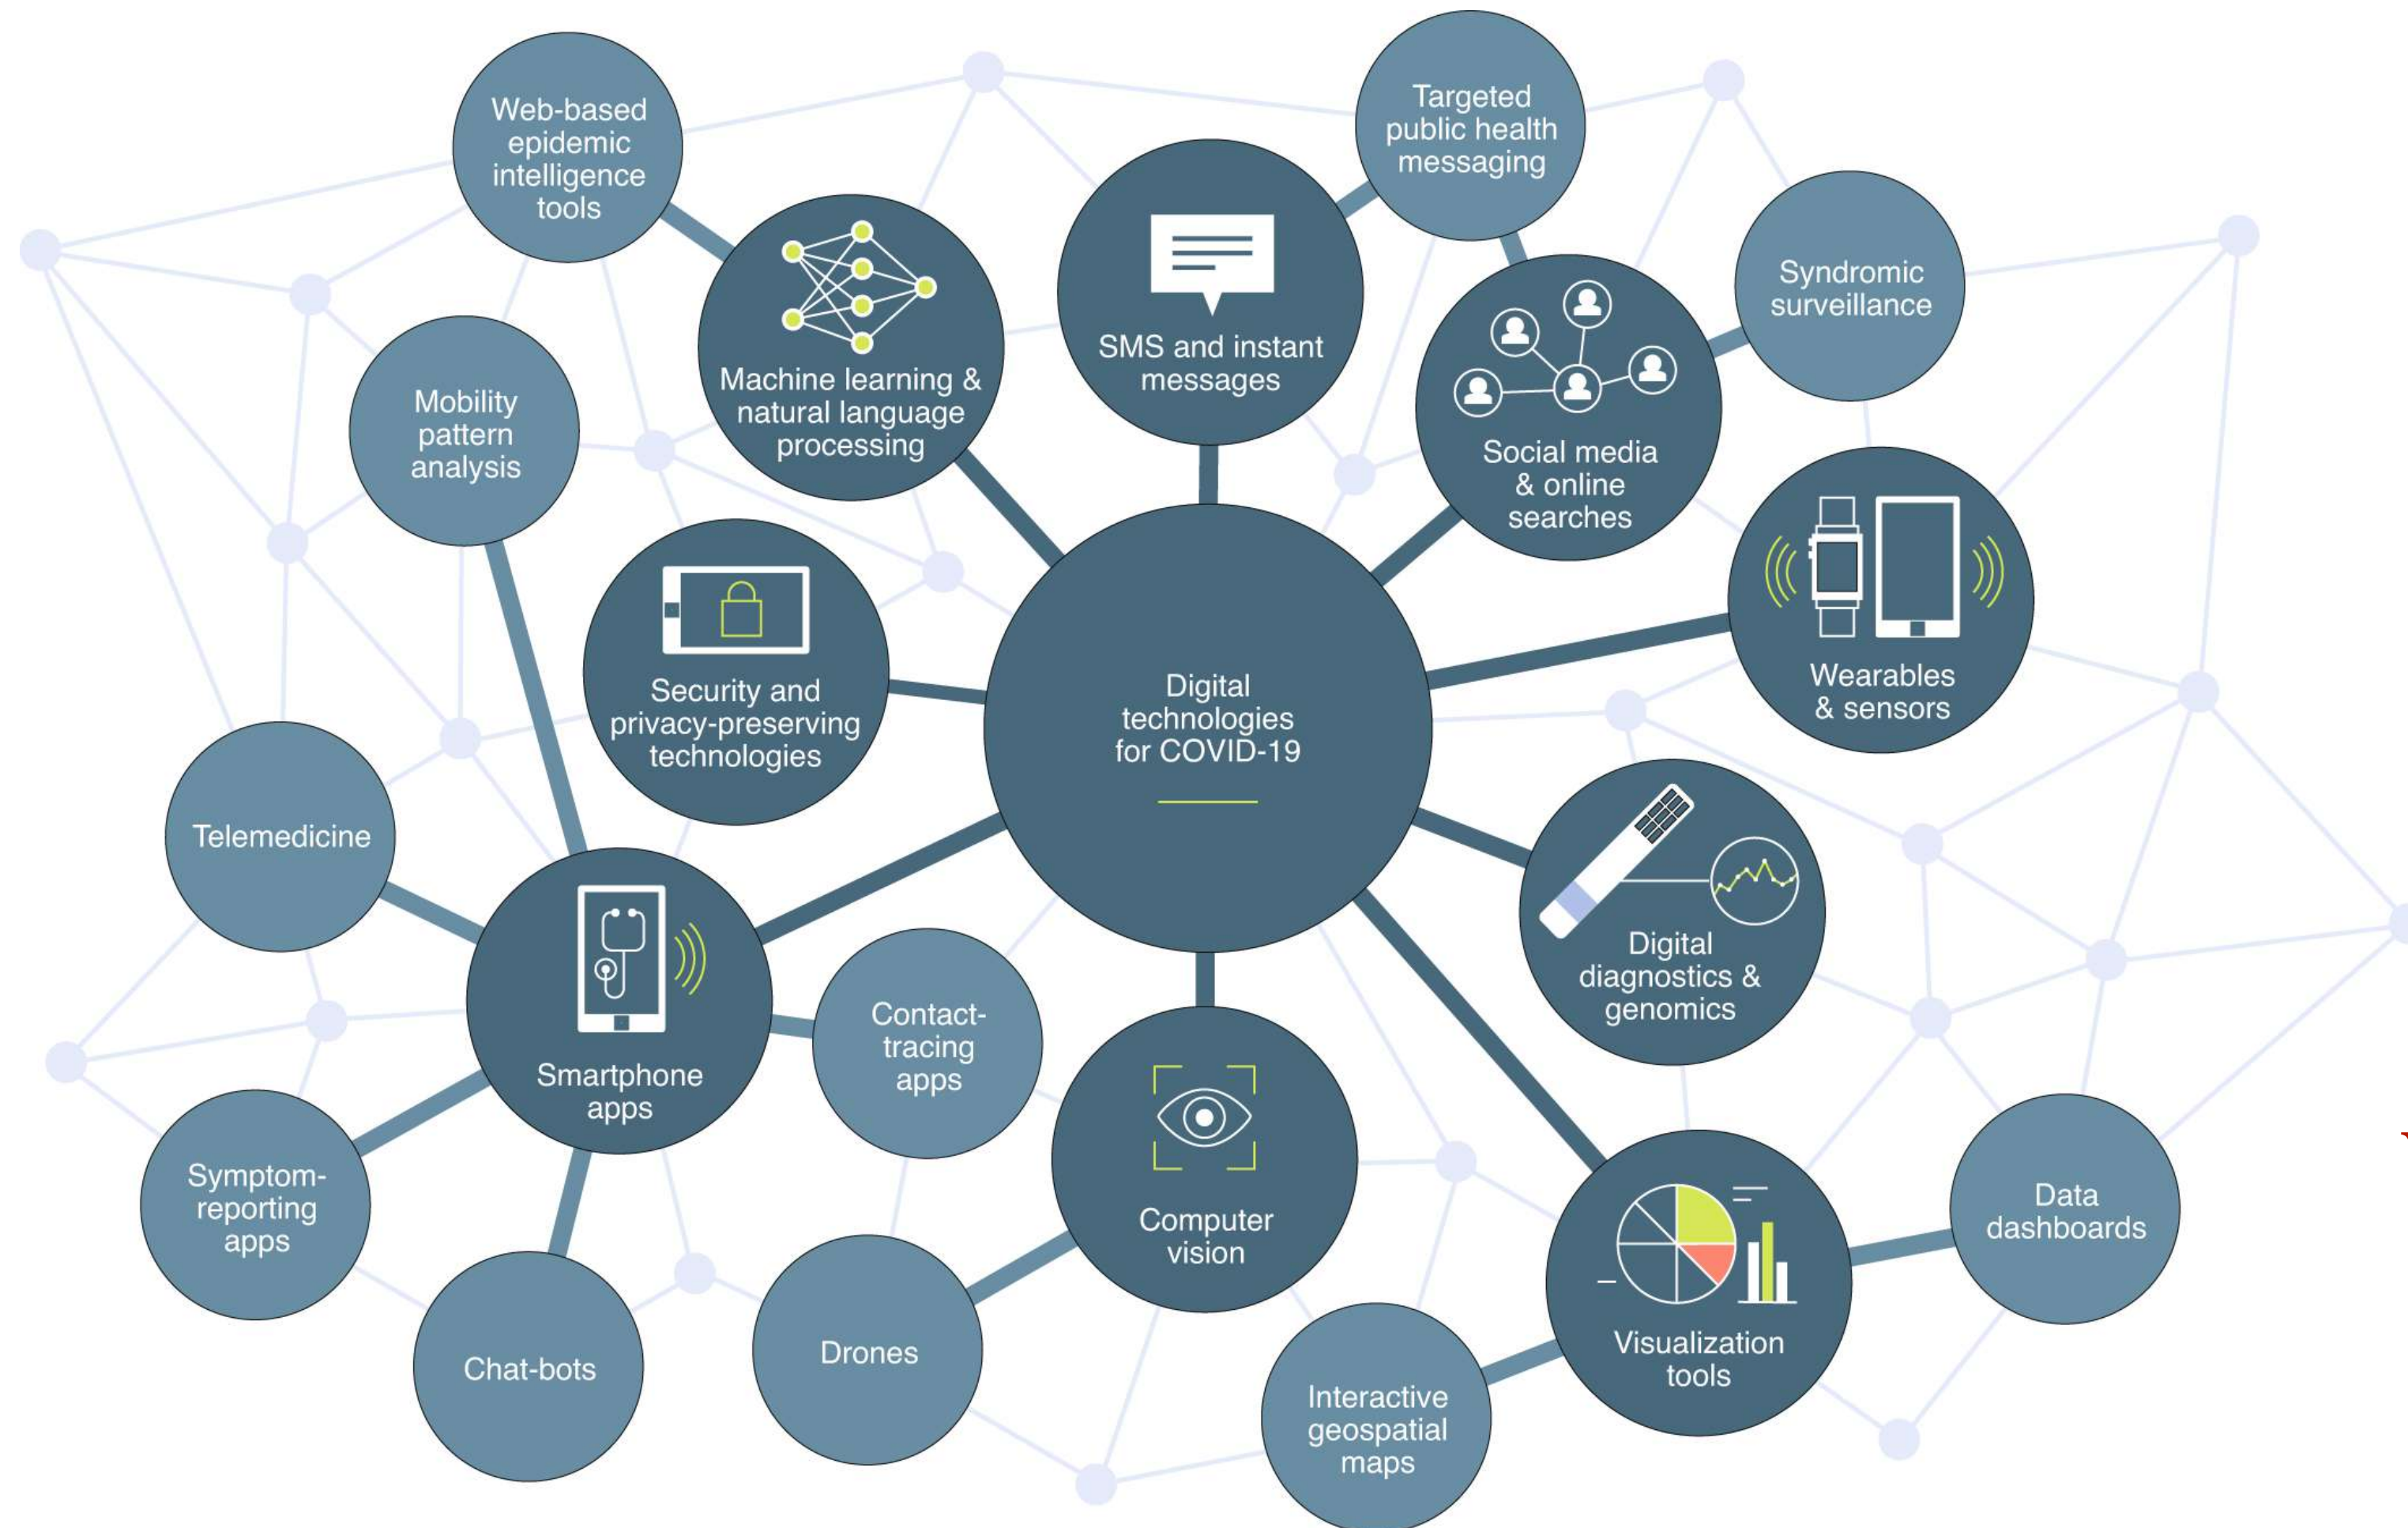 Web-based
epidemic
intelligence
tools
Targeted
public health
messaging
Syndromic
surveillance
Machine learning &
natural language
processing
SMS and instant
messages
Social media
& online
searches
Mobility
pattern
analysis
Security and
privacy-preserving
technologies
Digital
technologies
for COVID-19
Wearables
& sensors
Telemedicine
Digital
diagnostics &
genomics
Smartphone
apps
Contact-
tracing
apps
Symptom-
reporting
apps
Computer
vision
Data
dashboards
Chat-bots
Drones
Interactive
geospatial
maps
Visualization
tools